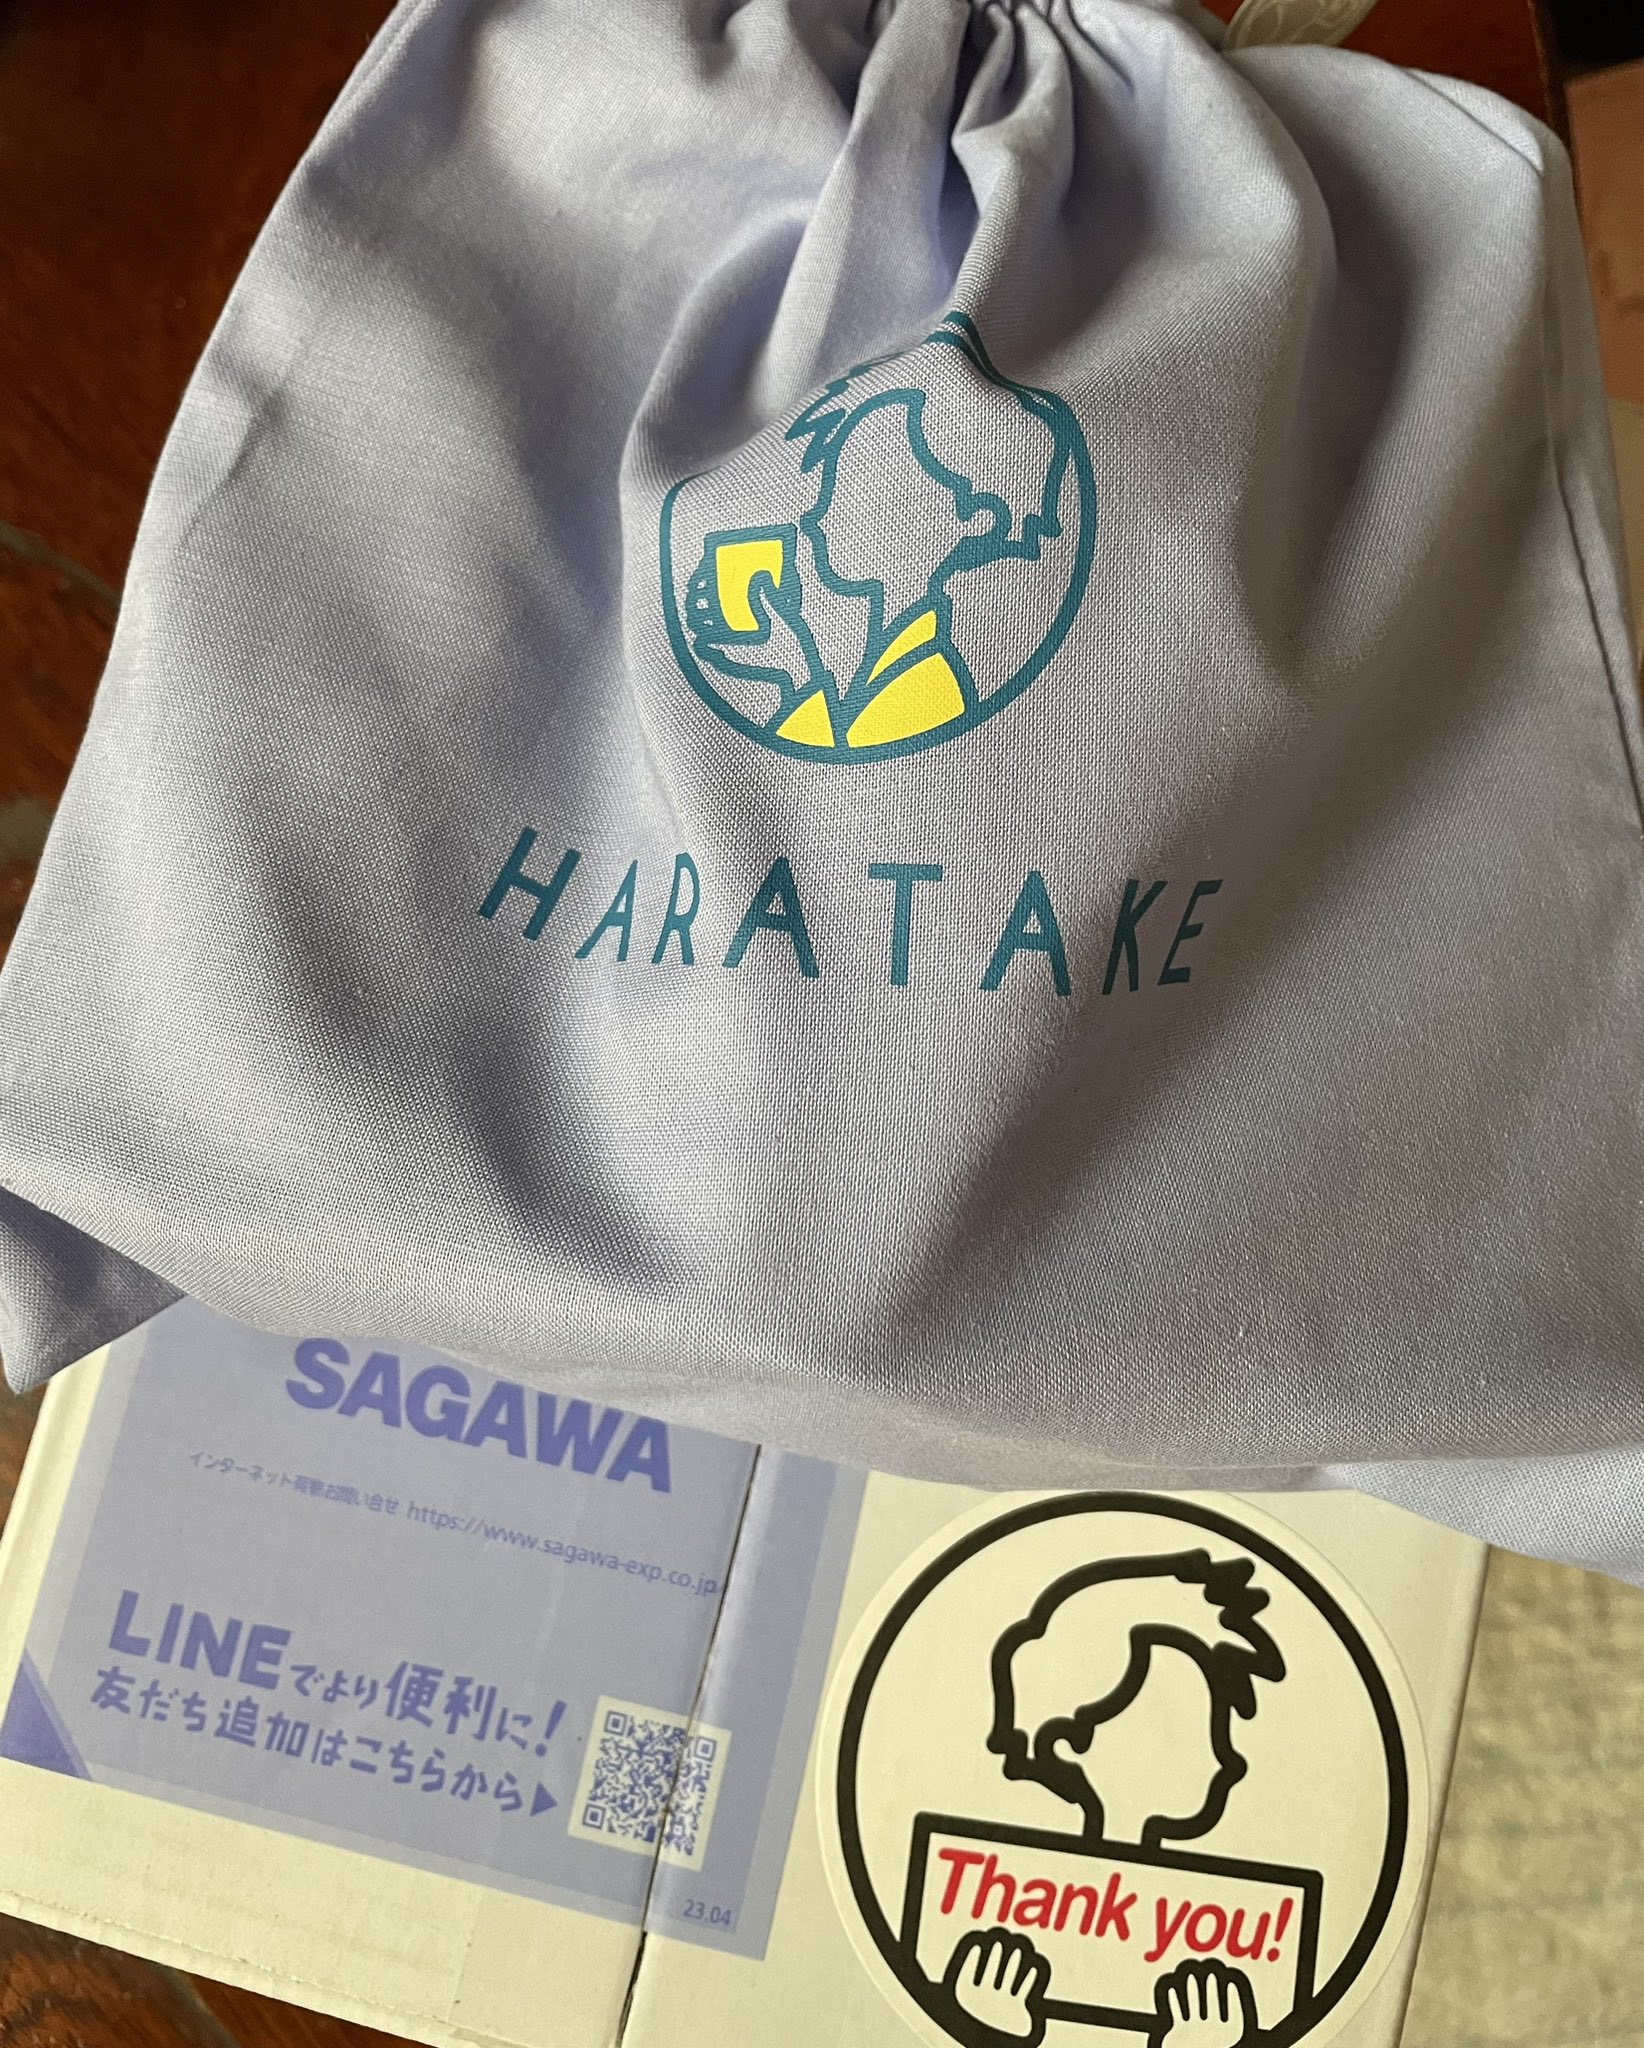 HARATAKE
SAGAWA
インターネット荷物お問い合せ https://www.sagawa-exp.co.jp/
LINEでより便利に!
友だち追加はこちらから▶
23.04
Thank you!